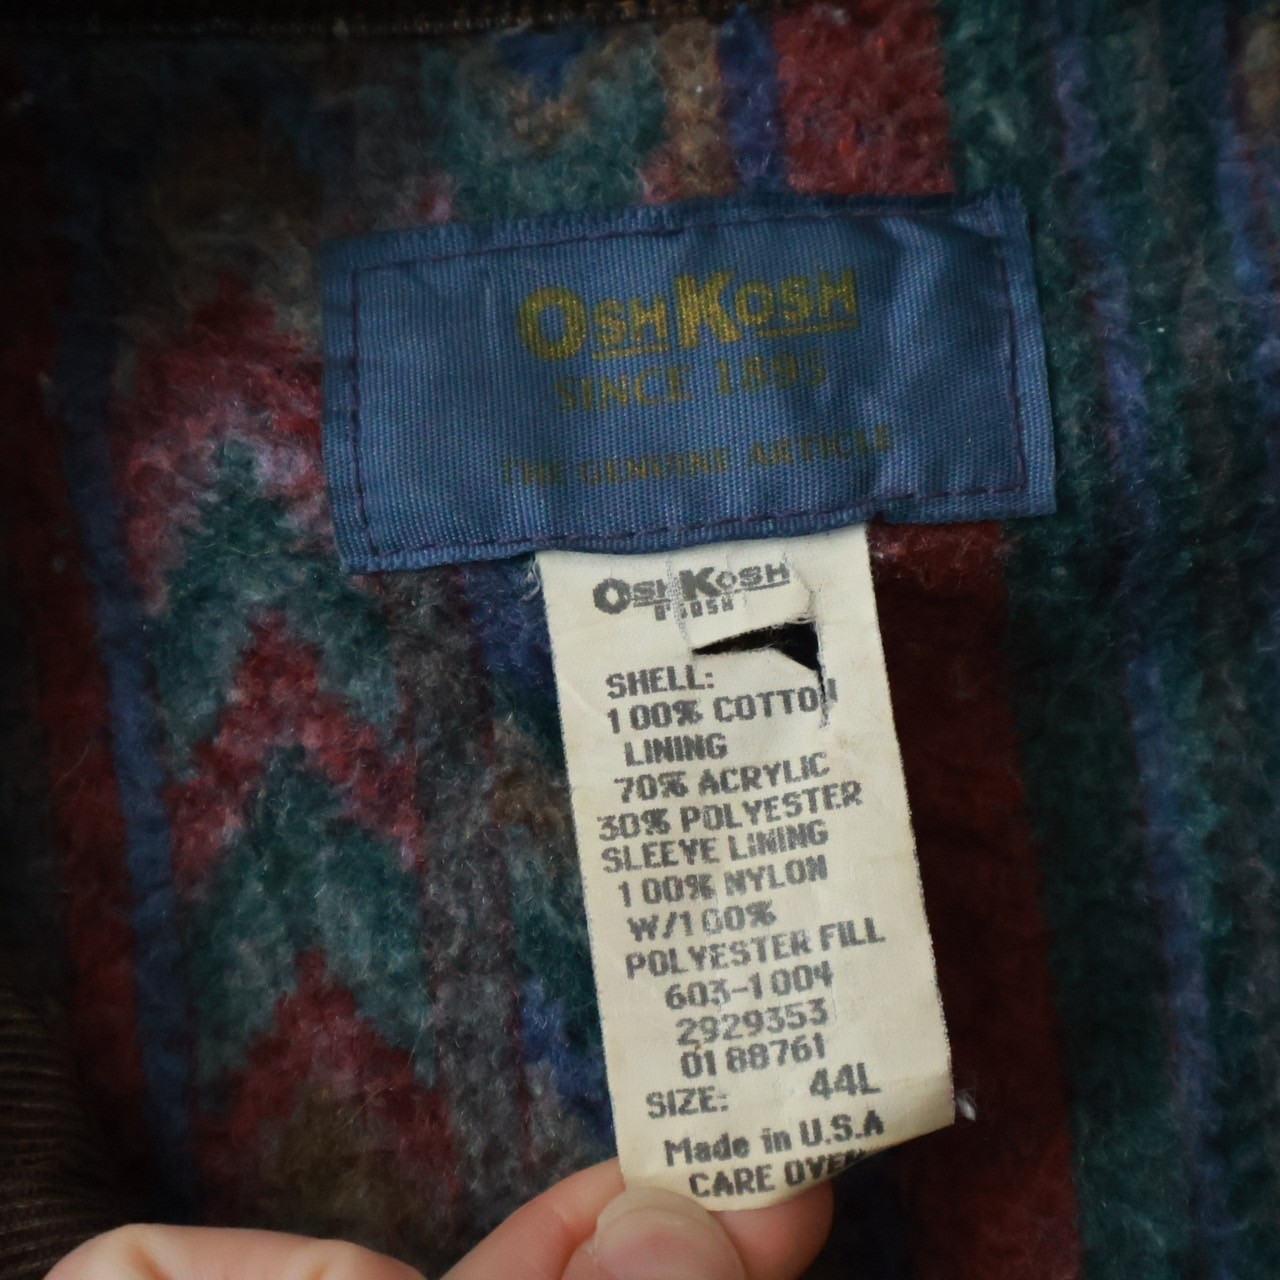 OSHKOSH
SINCE 1895
THE GENUINE ARTICLE
OSHKOSH
B'GOSH
SHELL:
100% COTTON
LINING
70% ACRYLIC
30% POLYESTER
SLEEVE LINING
100% NYLON
W/100%
POLYESTER FILL
603-1004
2929353
0188761
SIZE: 44L
Made in U.S.A
CARE OVER